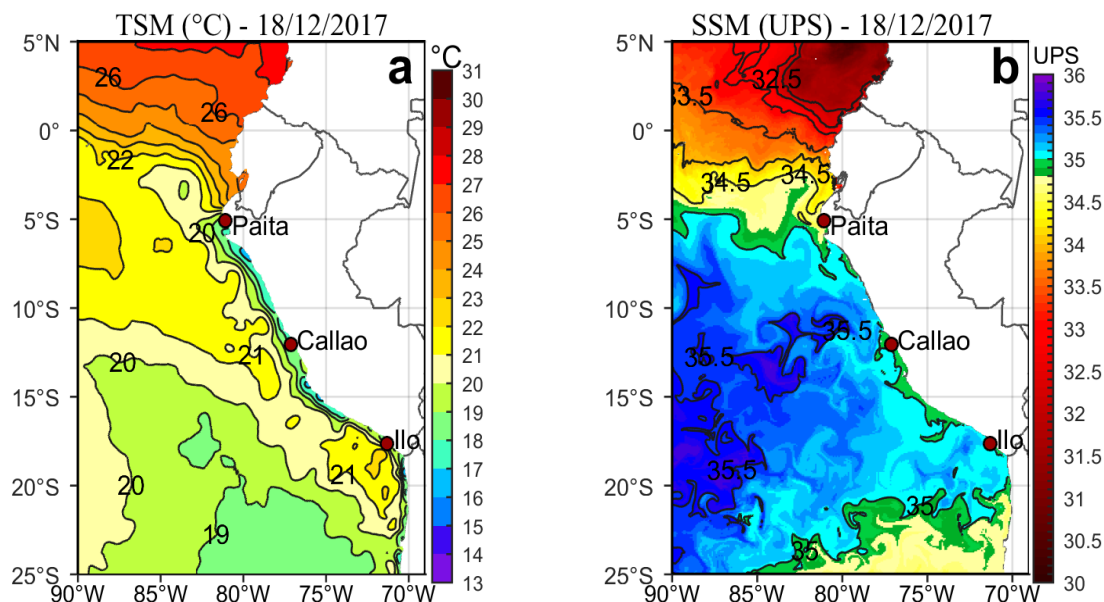 TSM (°C) - 18/12/2017
a
°C
31
30
29
28
27
26
25
24
23
22
21
20
19
18
17
16
15
14
13
5°N
0°
5°S
10°S
15°S
20°S
25°S
90°W
85°W
80°W
75°W
70°W
26
26
22
20
Paita
21
Callao
20
20
21
Ilo
19
SSM (UPS) - 18/12/2017
b
UPS
36
35.5
35
34.5
34
33.5
33
32.5
32
31.5
31
30.5
30
5°N
0°
5°S
10°S
15°S
20°S
25°S
90°W
85°W
80°W
75°W
70°W
32.5
33.5
34.5
34.5
Paita
35.5
Callao
35.5
35.5
Ilo
35
35